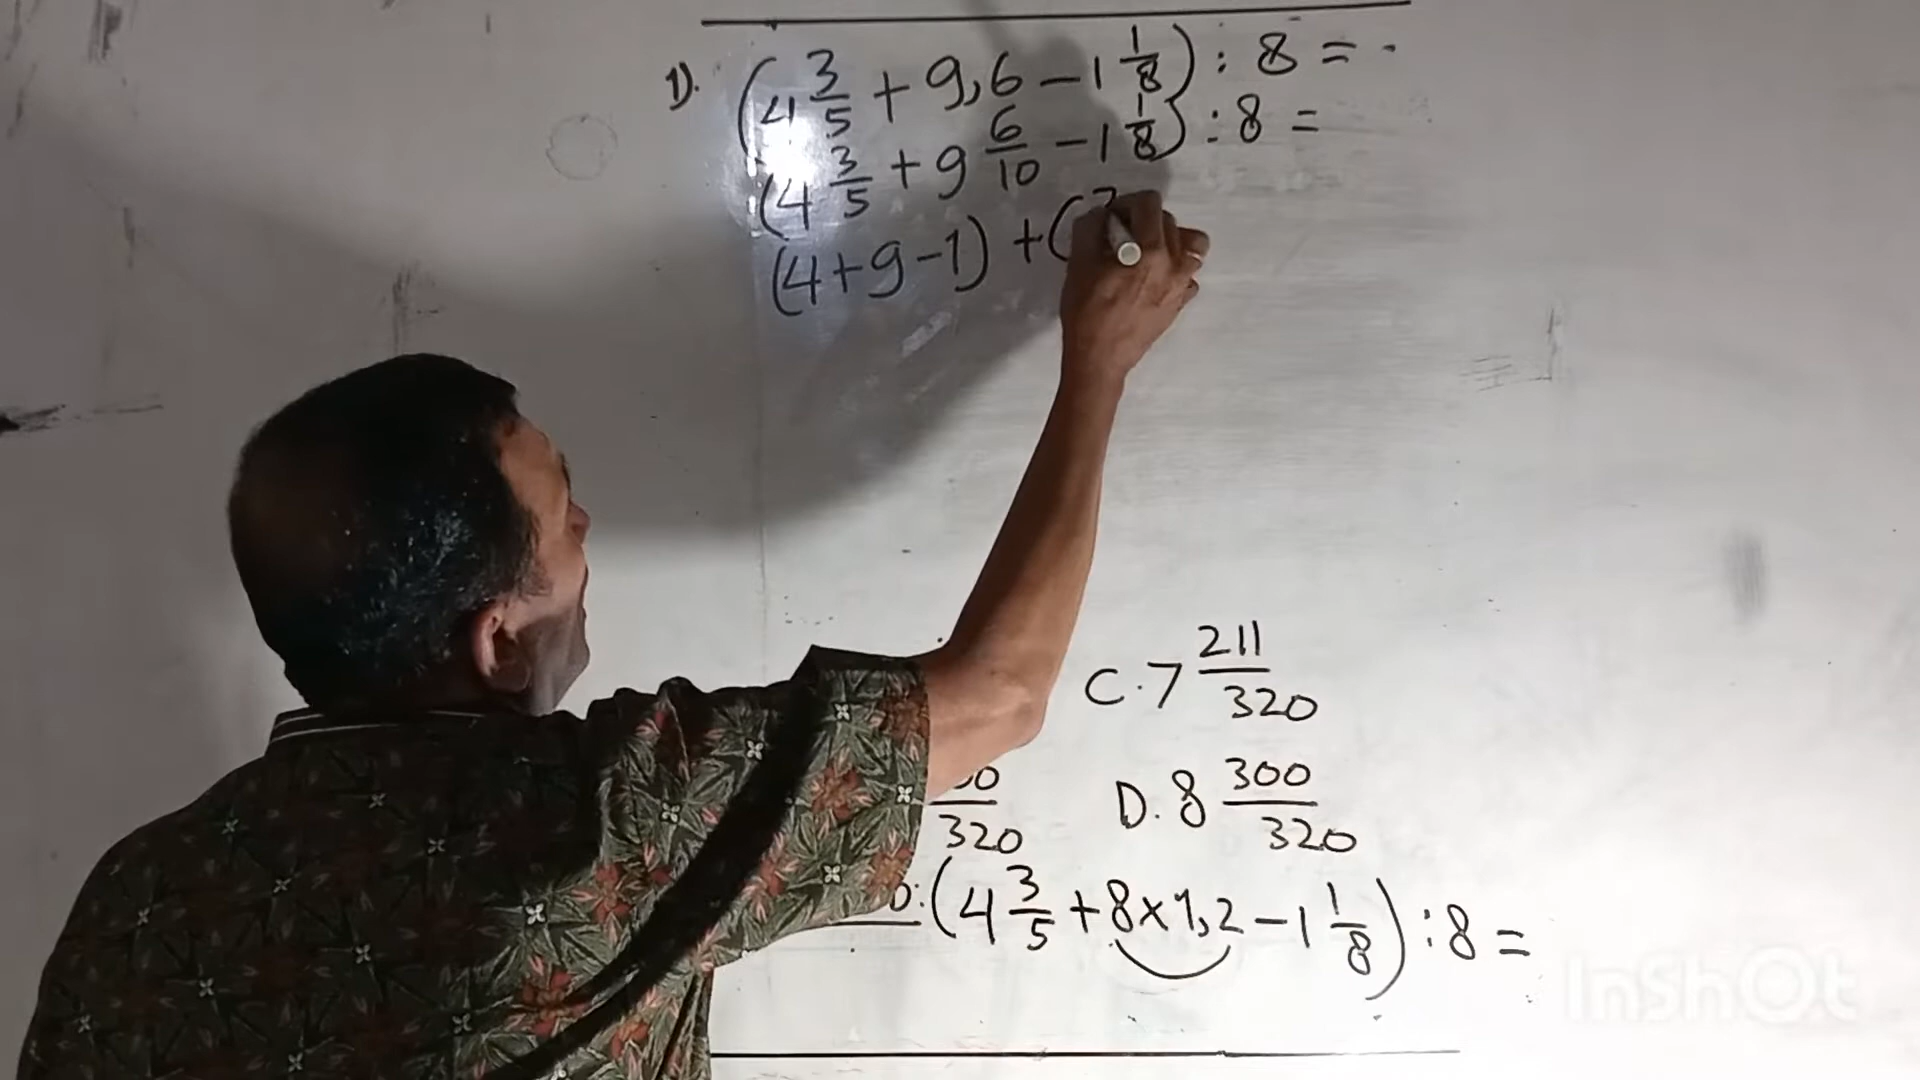 1). (4 3/5 + 9,6 - 1 1/8) : 8 = .
(4 3/5 + 9 6/10 - 1 1/8) : 8 =
(4+9-1) + (
C. 7 211/320
320
D. 8 300/320
(4 3/5 + 8 x 1,2 - 1 1/8) : 8 =
InShOt